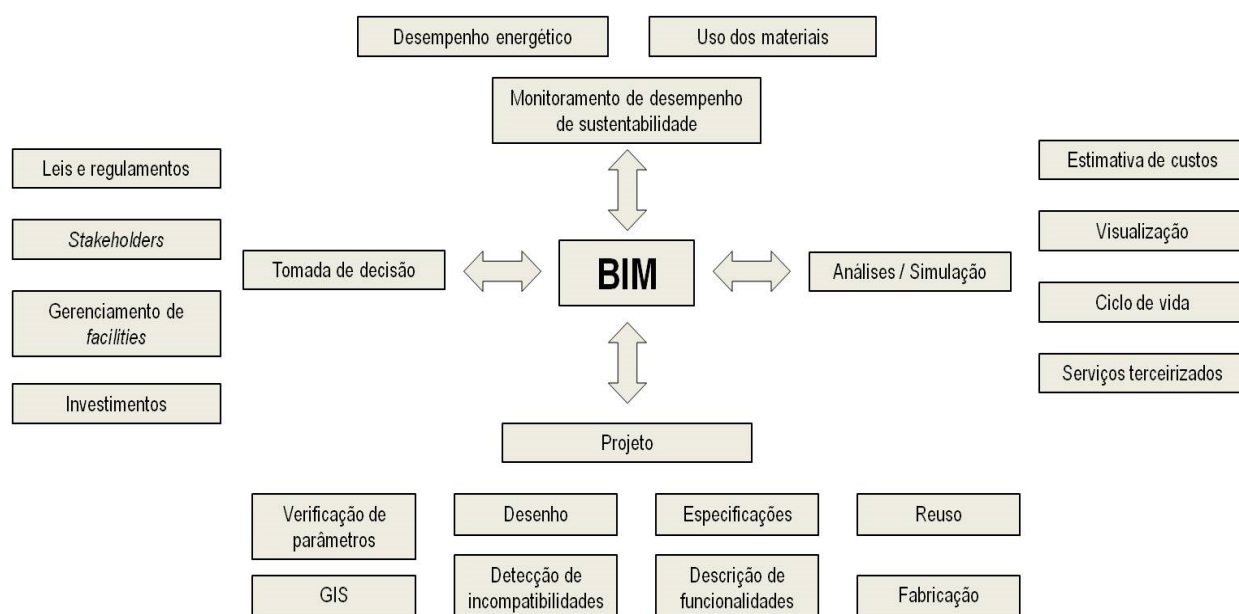 Desempenho energético
Uso dos materiais
Monitoramento de desempenho
de sustentabilidade
Leis e regulamentos
Stakeholders
Gerenciamento de
facilities
Investimentos
Tomada de decisão
BIM
Análises / Simulação
Estimativa de custos
Visualização
Ciclo de vida
Serviços terceirizados
Projeto
Verificação de
parâmetros
Desenho
Especificações
Reuso
GIS
Detecção de
incompatibilidades
Descrição de
funcionalidades
Fabricação